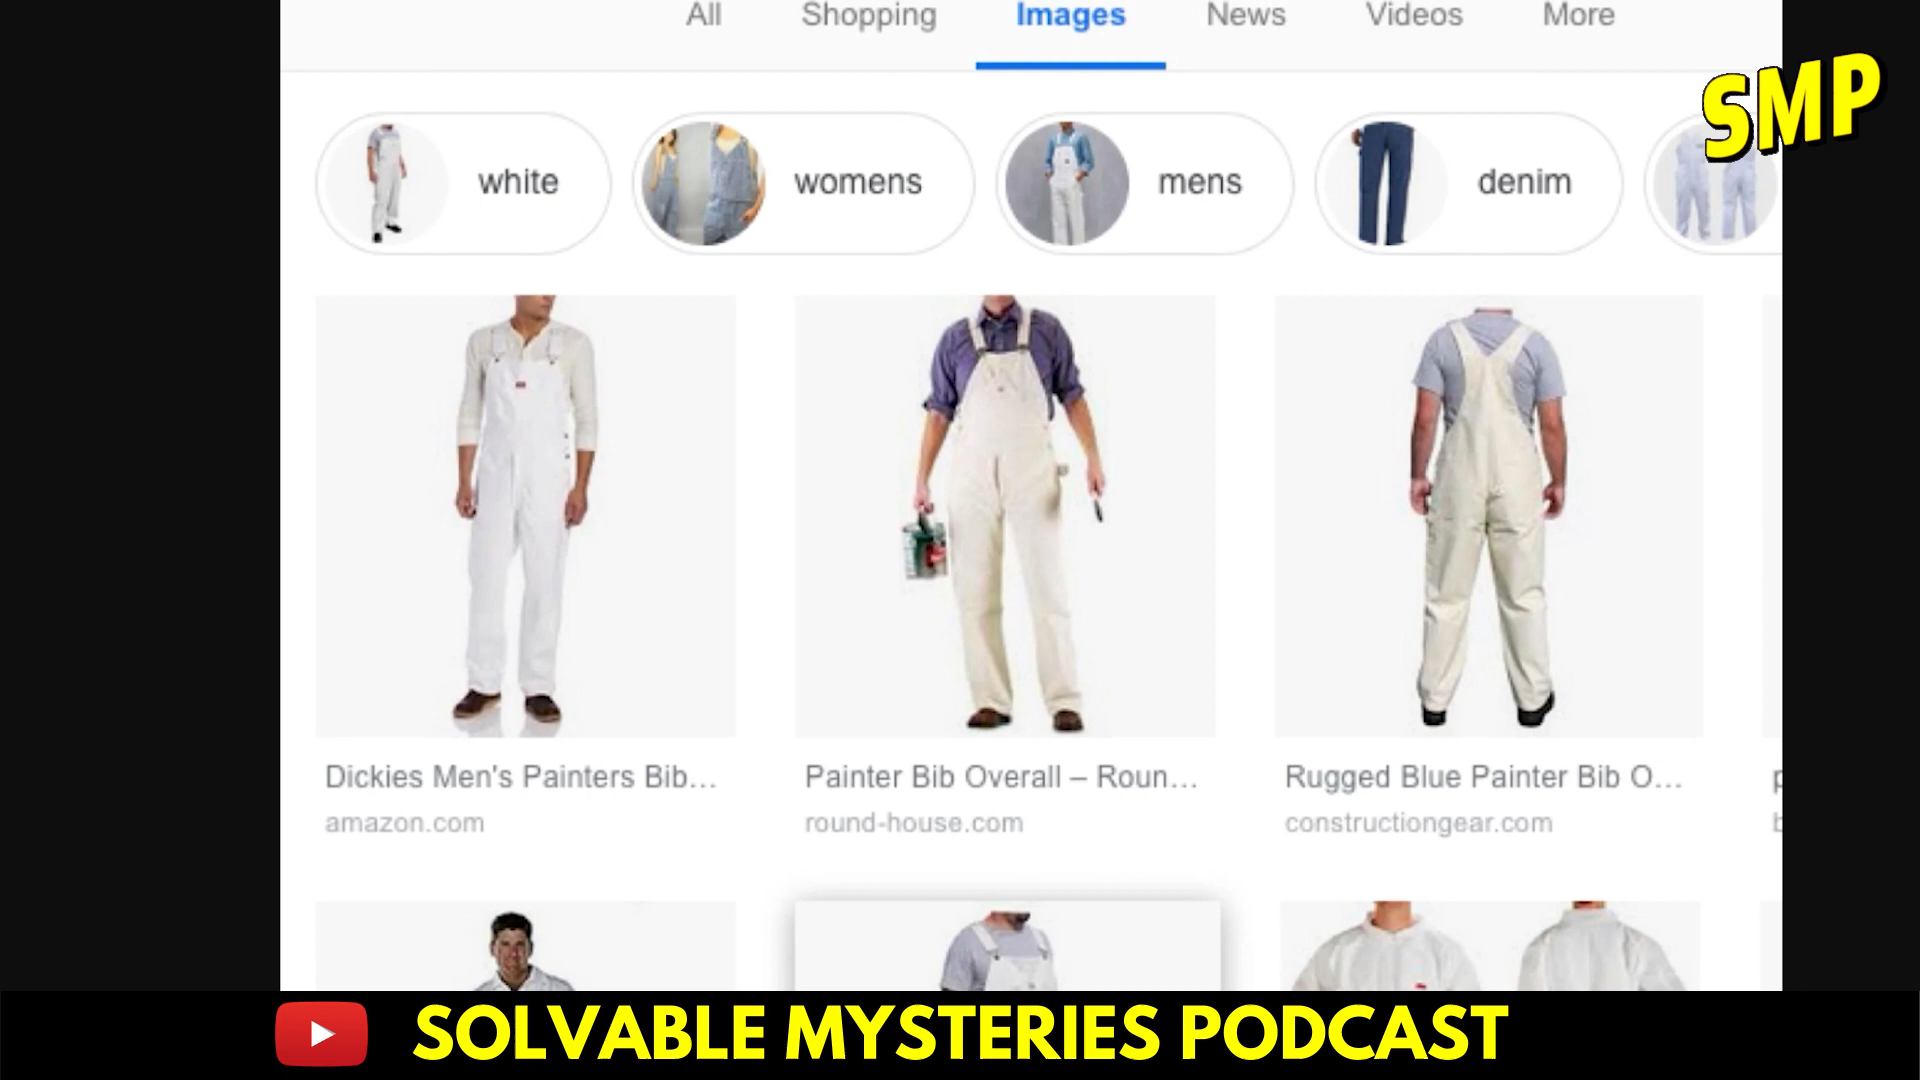 All Shopping Images News Videos More
SMP
white womens mens denim
Dickies Men's Painters Bib...
amazon.com
Painter Bib Overall – Roun...
round-house.com
Rugged Blue Painter Bib O...
constructiongear.com
p
b
SOLVABLE MYSTERIES PODCAST